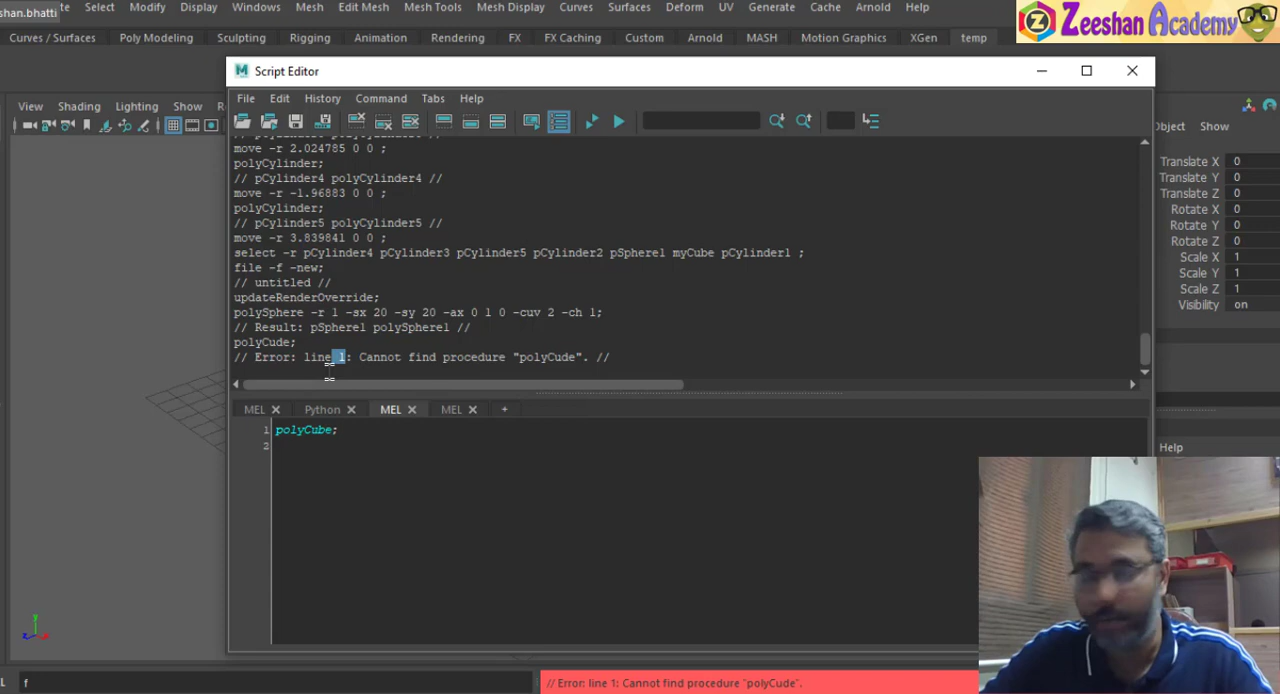 shan.bhatti
te Select Modify Display Windows Mesh Edit Mesh Mesh Tools Mesh Display Curves Surfaces Deform UV Generate Cache Arnold Help
Zeeshan Academy
Curves / Surfaces Poly Modeling Sculpting Rigging Animation Rendering FX FX Caching Custom Arnold MASH Motion Graphics XGen temp
Script Editor
View Shading Lighting Show R
File Edit History Command Tabs Help
Object Show
move -r 2.024785 0 0 ;
polyCylinder;
// pCylinder4 polyCylinder4 //
move -r -1.96883 0 0 ;
polyCylinder;
// pCylinder5 polyCylinder5 //
move -r 3.839841 0 0 ;
select -r pCylinder4 pCylinder3 pCylinder5 pCylinder2 pSphere1 myCube pCylinder1 ;
file -f -new;
// untitled //
updateRenderOverride;
polySphere -r 1 -sx 20 -sy 20 -ax 0 1 0 -cuv 2 -ch 1;
// Result: pSphere1 polySphere1 //
polyCude;
// Error: line 1: Cannot find procedure "polyCude". //
Translate X 0
Translate Y 0
Translate Z 0
Rotate X 0
Rotate Y 0
Rotate Z 0
Scale X 1
Scale Y 1
Scale Z 1
Visibility on
MEL Python MEL MEL +
1 polyCube;
2
Help
y
z x
L f
// Error: line 1: Cannot find procedure "polyCude".